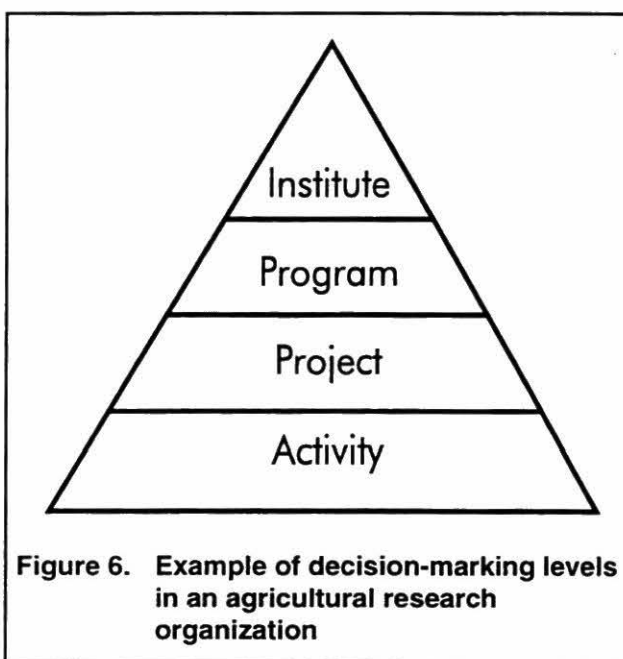 Institute
Program
Project
Activity
Figure 6. Example of decision-marking levels
in an agricultural research
organization